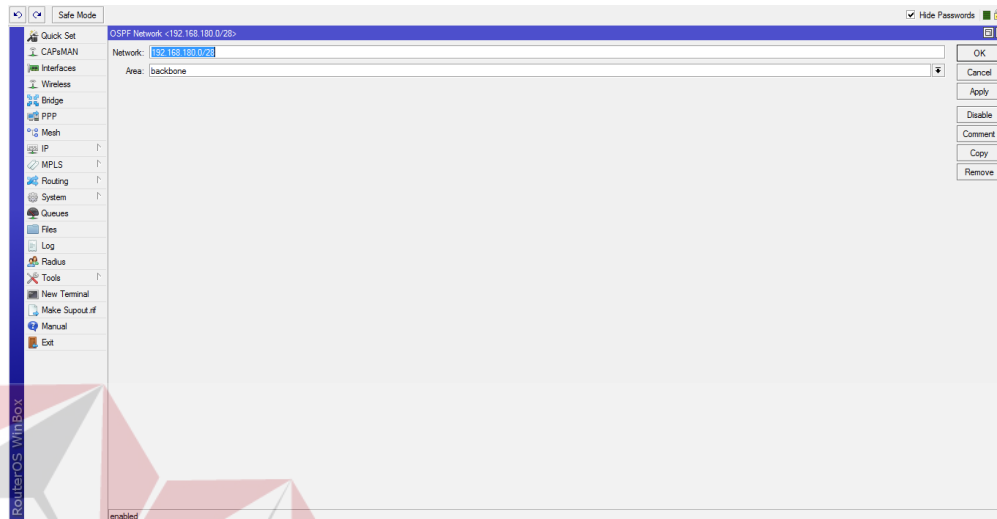 Safe Mode
Hide Passwords
OSPF Network <192.168.180.0/28>
Quick Set
CAPsMAN
Interfaces
Wireless
Bridge
PPP
Mesh
IP
MPLS
Routing
System
Queues
Files
Log
Radius
Tools
New Terminal
Make Supout.rif
Manual
Exit
Network: 192.168.180.0/28
Area: backbone
OK
Cancel
Apply
Disable
Comment
Copy
Remove
enabled
RouterOS WinBox